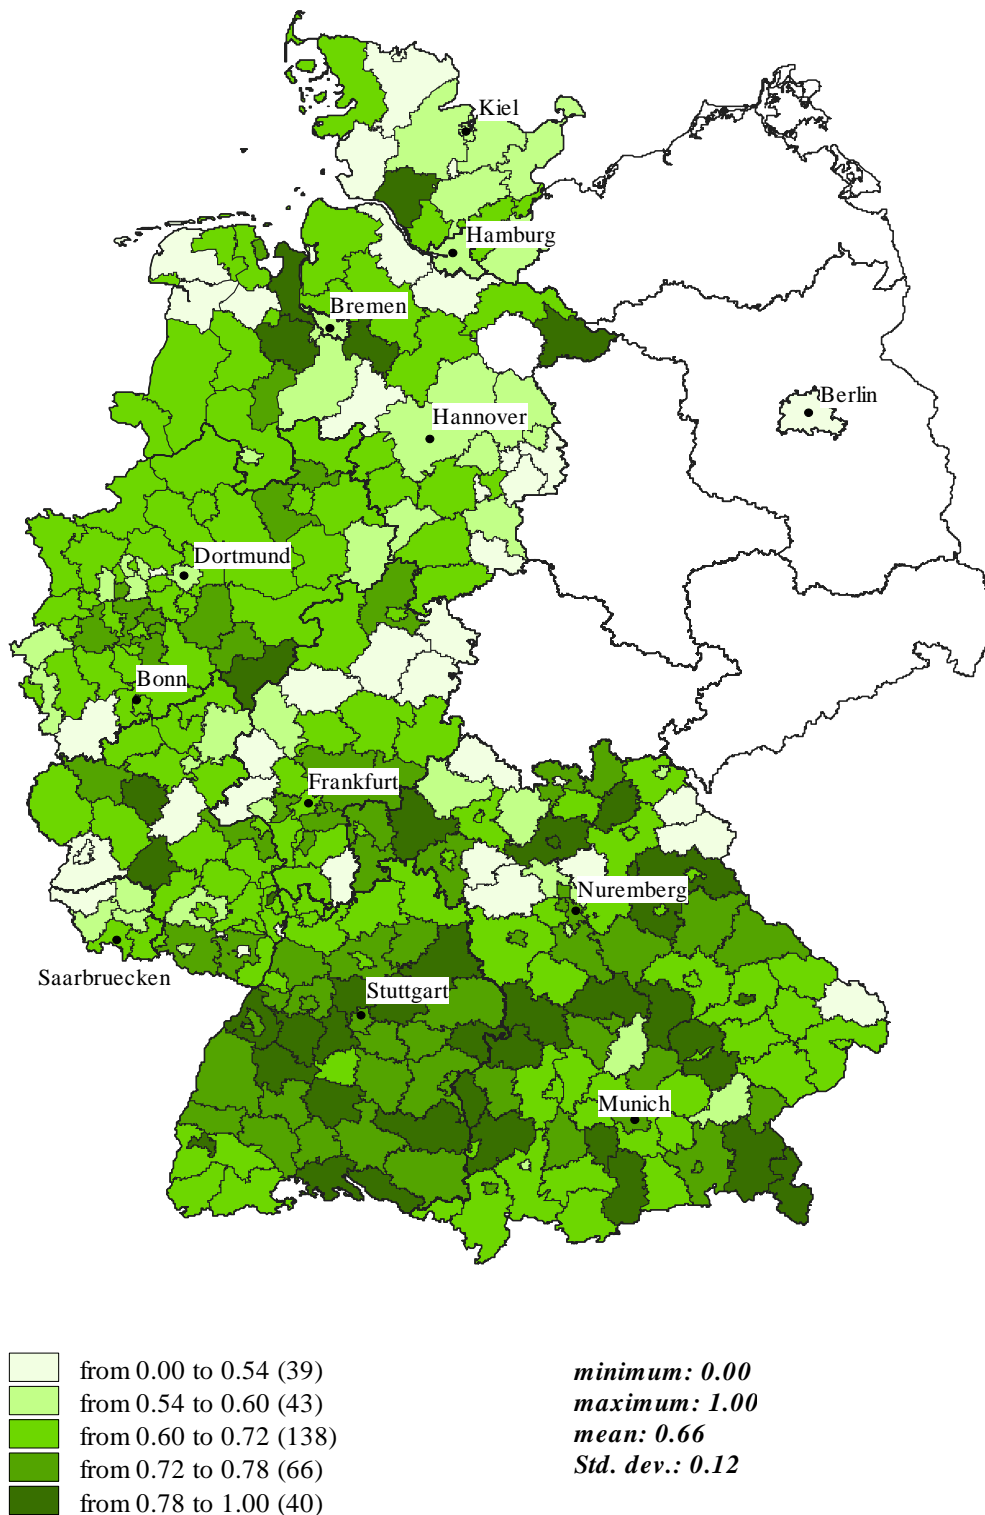 Kiel
Hamburg
Bremen
Berlin
Hannover
Dortmund
Bonn
Frankfurt
Nuremberg
Saarbruecken
Stuttgart
Munich
from 0.00 to 0.54 (39)
from 0.54 to 0.60 (43)
from 0.60 to 0.72 (138)
from 0.72 to 0.78 (66)
from 0.78 to 1.00 (40)
minimum: 0.00
maximum: 1.00
mean: 0.66
Std. dev.: 0.12